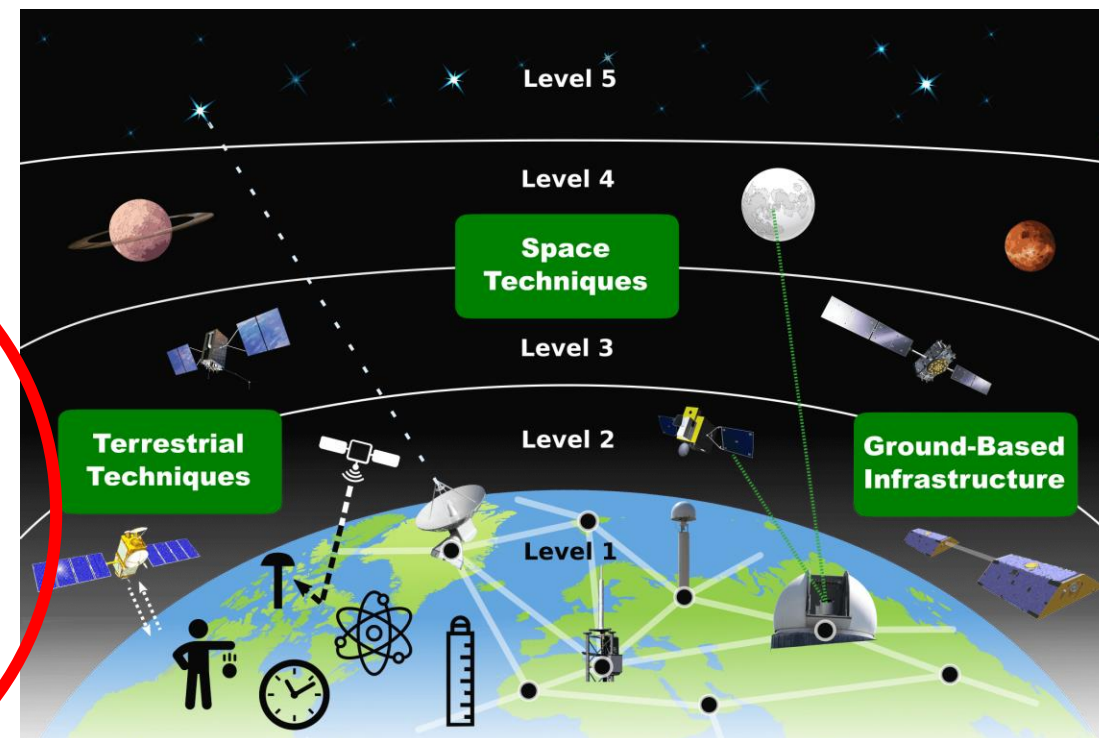 Level 5
Level 4
Space
Techniques
Level 3
Terrestrial
Techniques
Level 2
Ground-Based
Infrastructure
Level 1